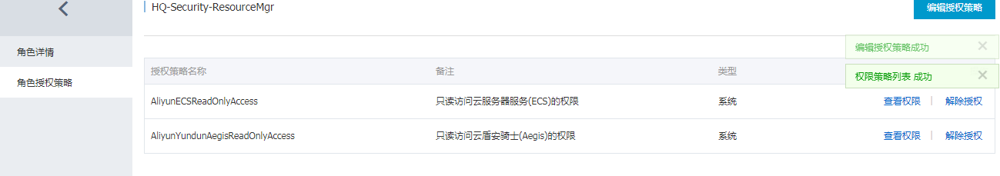 HQ-Security-ResourceMgr
编辑授权策略
角色详情
角色授权策略
编辑授权策略成功
权限策略列表 成功
授权策略名称 备注 类型
AliyunECSReadOnlyAccess 只读访问云服务器服务(ECS)的权限 系统 查看权限 | 解除授权
AliyunYundunAegisReadOnlyAccess 只读访问云盾安骑士(Aegis)的权限 系统 查看权限 | 解除授权